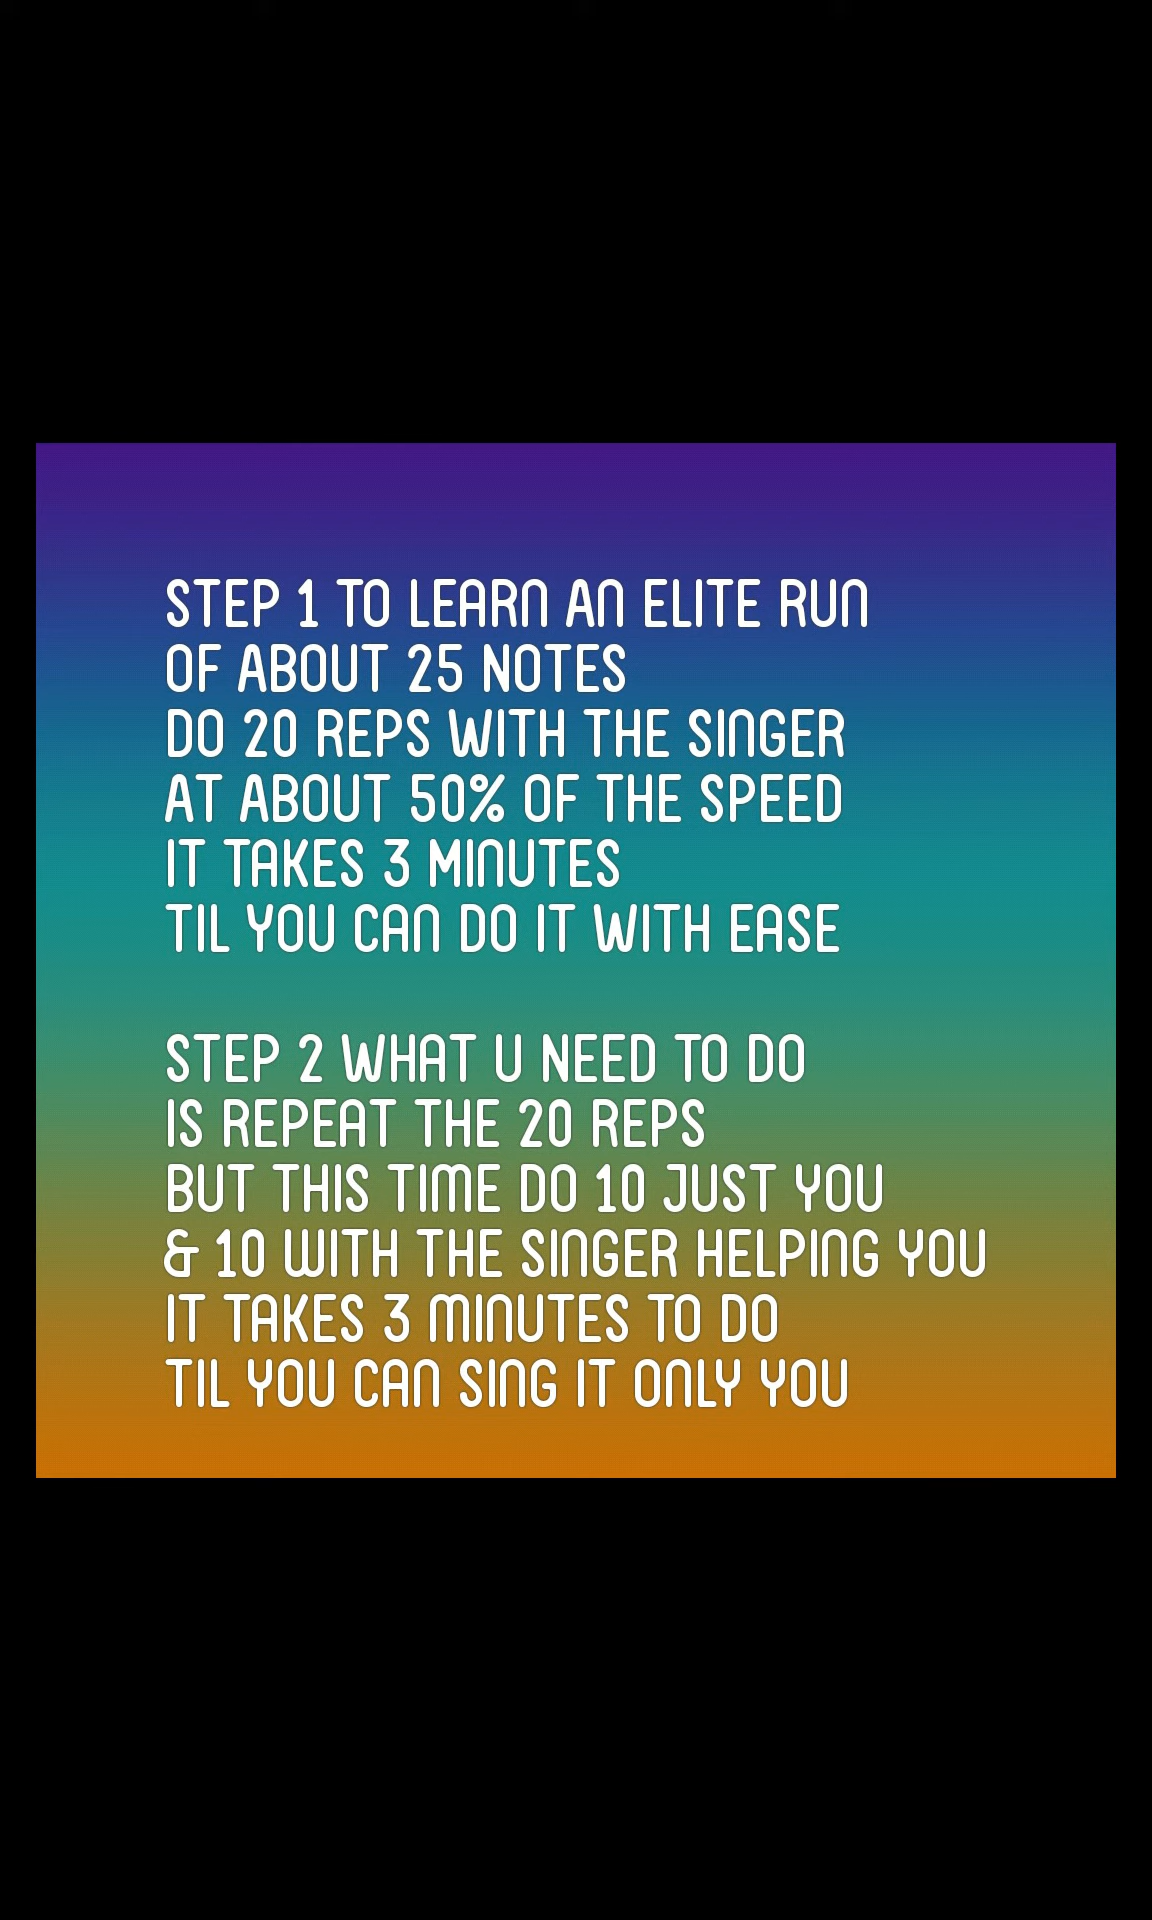 STEP 1 TO LEARN AN ELITE RUN
OF ABOUT 25 NOTES
DO 20 REPS WITH THE SINGER
AT ABOUT 50% OF THE SPEED
IT TAKES 3 MINUTES
TIL YOU CAN DO IT WITH EASE
STEP 2 WHAT U NEED TO DO
IS REPEAT THE 20 REPS
BUT THIS TIME DO 10 JUST YOU
& 10 WITH THE SINGER HELPING YOU
IT TAKES 3 MINUTES TO DO
TIL YOU CAN SING IT ONLY YOU